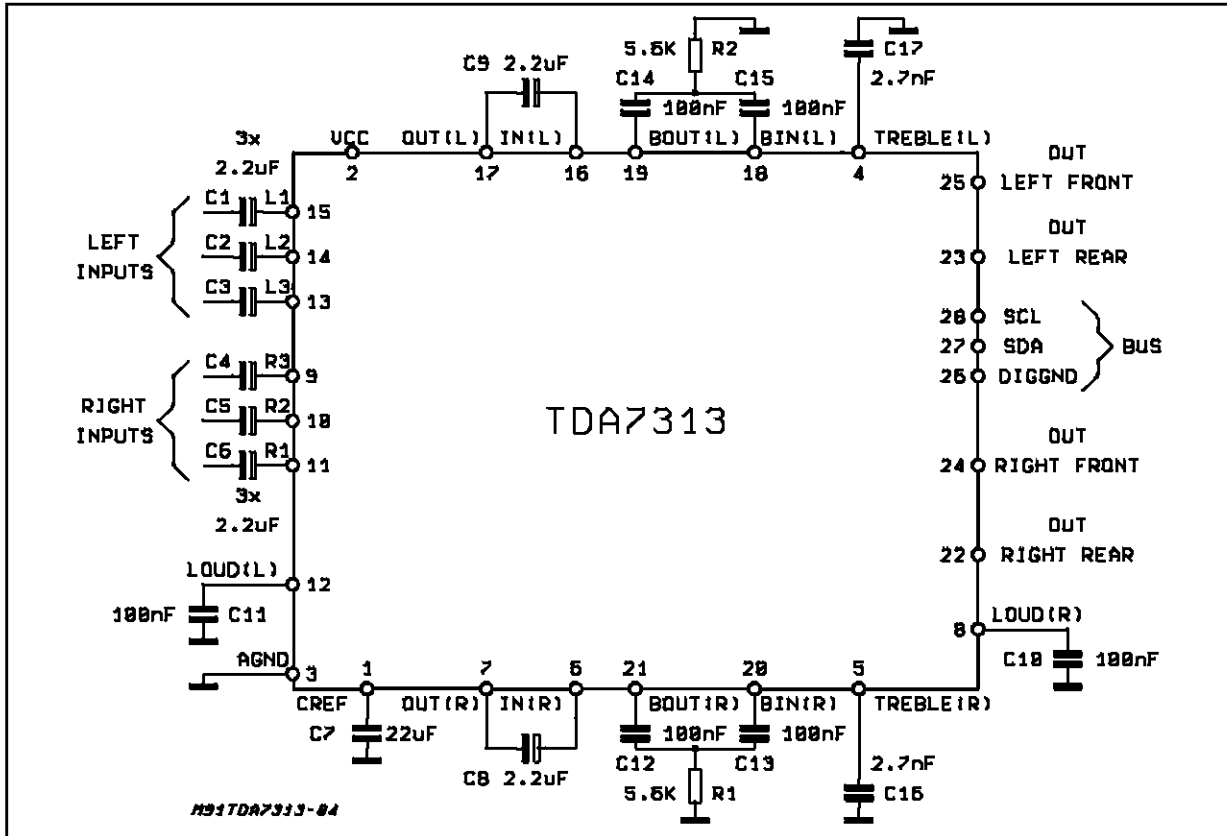 5.6K R2
C17
C9 2.2uF
C14 C15
2.7nF
100nF 100nF
3x VCC OUT(L) IN(L) BOUT(L) BIN(L) TREBLE(L) OUT
2.2uF 2 17 16 19 18 4
25 LEFT FRONT
C1 L1
15
OUT
LEFT
INPUTS
C2 L2
14
23 LEFT REAR
C3 L3
13
28 SCL
27 SDA
BUS
26 DIGGND
C4 R3
9
RIGHT
INPUTS
C5 R2
10
TDA7313
OUT
C6 R1
11
24 RIGHT FRONT
3x
2.2uF
OUT
22 RIGHT REAR
LOUD(L)
12
100nF C11
LOUD(R)
8
C10 100nF
AGND
3 1 7 6 21 20 5
CREF OUT(R) IN(R) BOUT(R) BIN(R) TREBLE(R)
C7 22uF
100nF 100nF
C8 2.2uF
C12 C13
2.7nF
5.6K R1
C16
M91TDA7313-04